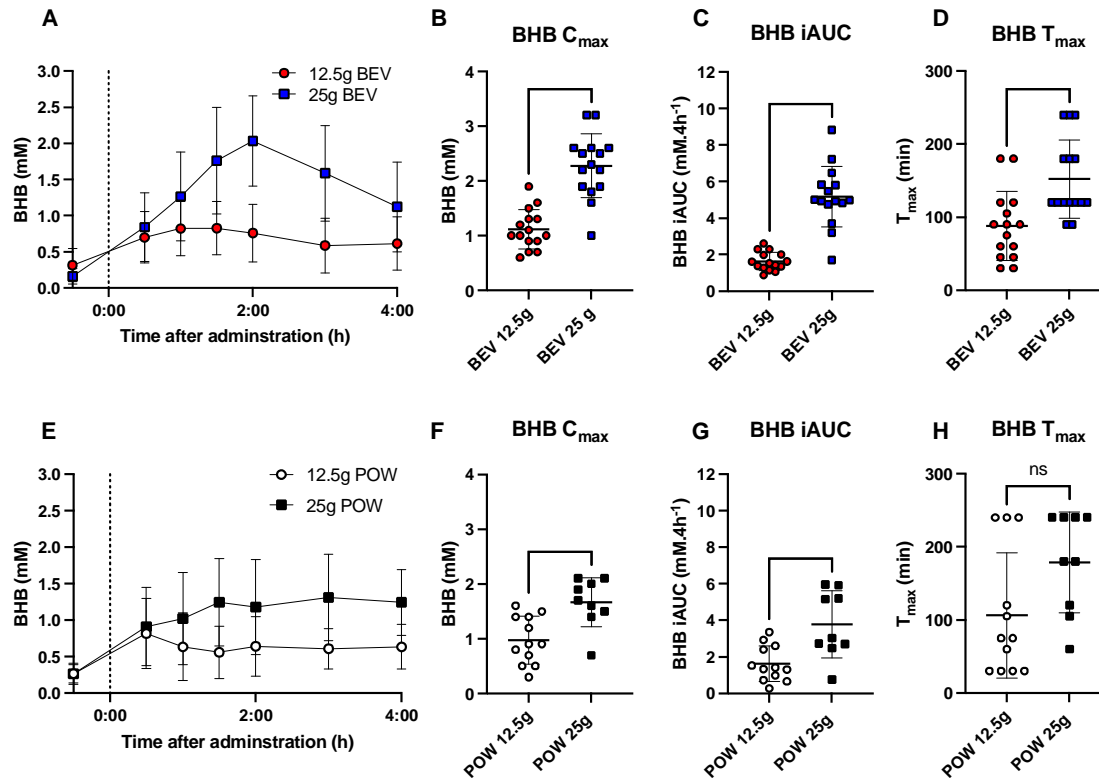 A
12.5g BEV
25g BEV
BHB (mM)
3.0
2.5
2.0
1.5
1.0
0.5
0.0
0:00
2:00
4:00
Time after adminstration (h)
B
BHB Cmax
BHB (mM)
4
3
2
1
0
BEV 12.5g
BEV 25 g
C
BHB iAUC
BHB iAUC (mM.4h-1)
12
10
8
6
4
2
0
BEV 12.5g
BEV 25g
D
BHB Tmax
Tmax (min)
300
200
100
0
BEV 12.5g
BEV 25g
E
12.5g POW
25g POW
BHB (mM)
3.0
2.5
2.0
1.5
1.0
0.5
0.0
0:00
2:00
4:00
Time after adminstration (h)
F
BHB Cmax
BHB (mM)
4
3
2
1
0
POW 12.5g
POW 25g
G
BHB iAUC
BHB iAUC (mM.4h-1)
12
10
8
6
4
2
0
POW 12.5g
POW 25g
H
BHB Tmax
ns
Tmax (min)
300
200
100
0
POW 12.5g
POW 25g